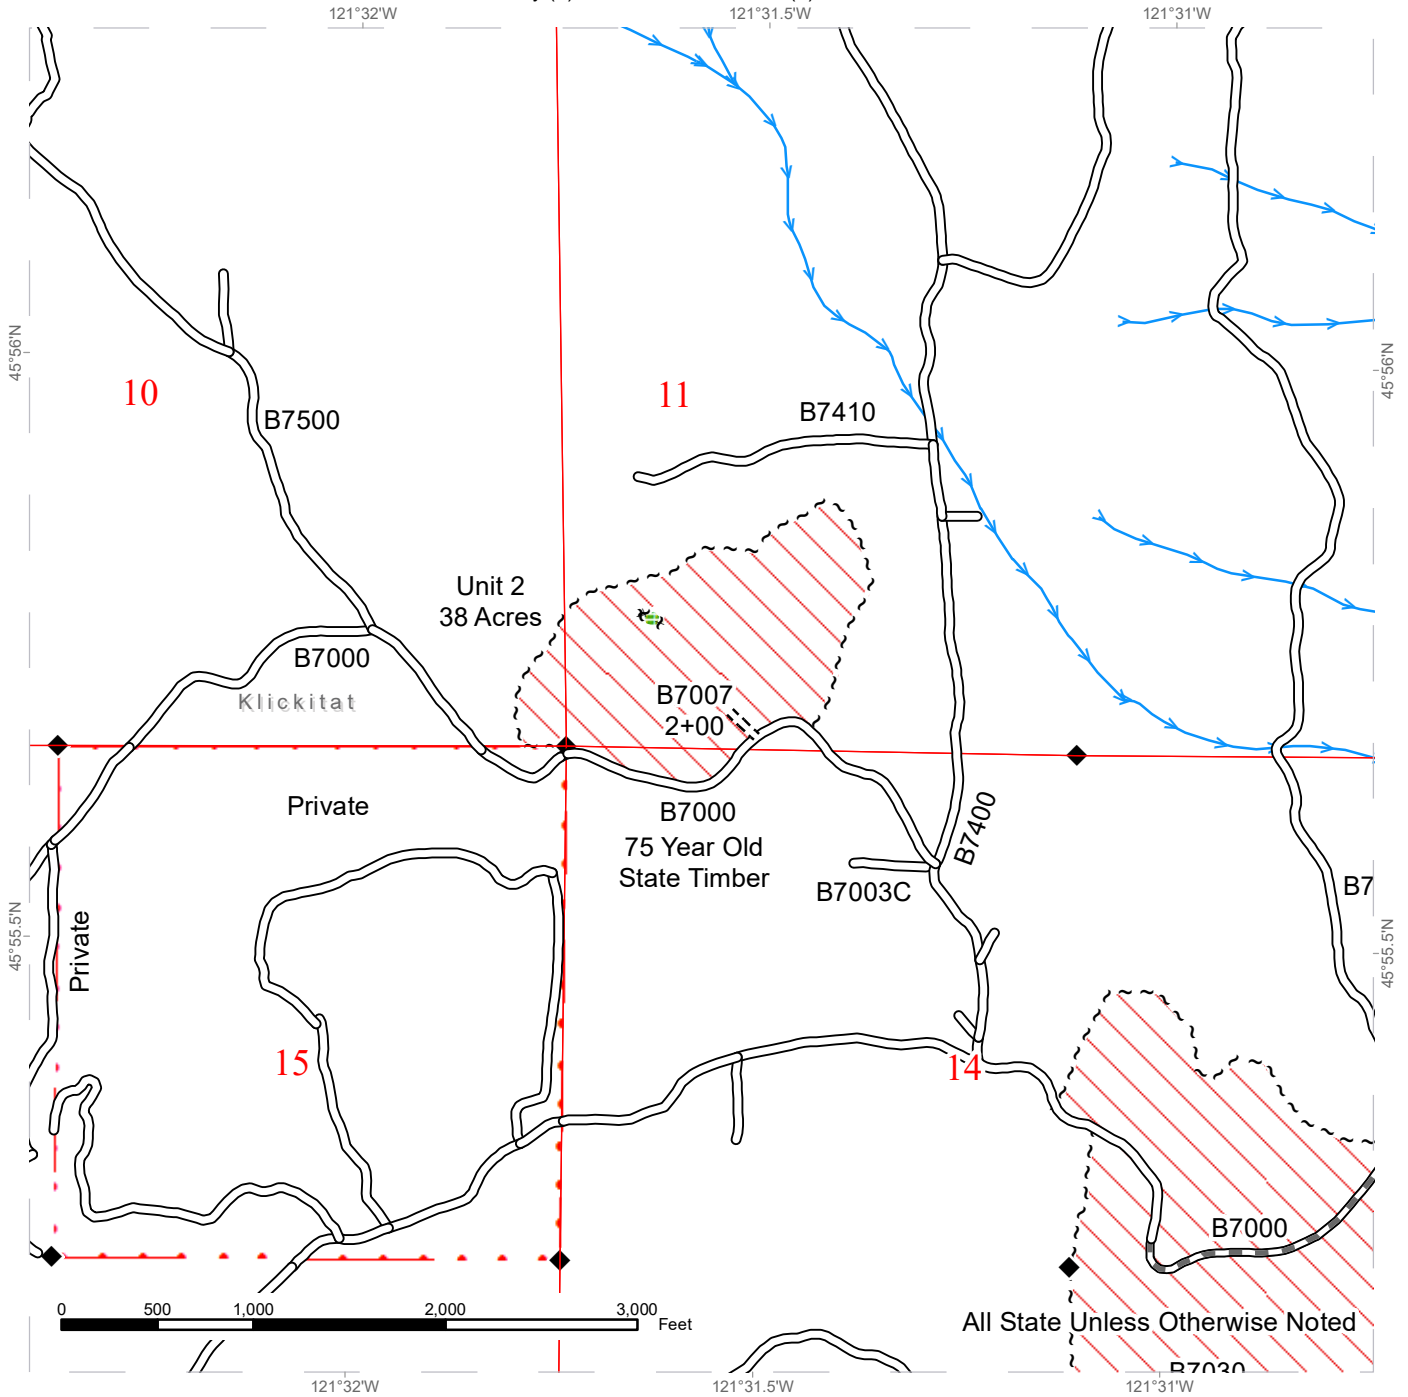 121°32'W
121°31.5'W
121°31'W
45°56'N
45°56'N
10
11
B7500
B7410
Unit 2
38 Acres
B7000
Klickitat
B7007
2+00
Private
B7000
75 Year Old
State Timber
B7400
B7003C
B7
Private
45°55.5'N
45°55.5'N
15
14
B7000
0
500
1,000
2,000
3,000
Feet
All State Unless Otherwise Noted
B7030
121°32'W
121°31.5'W
121°31'W